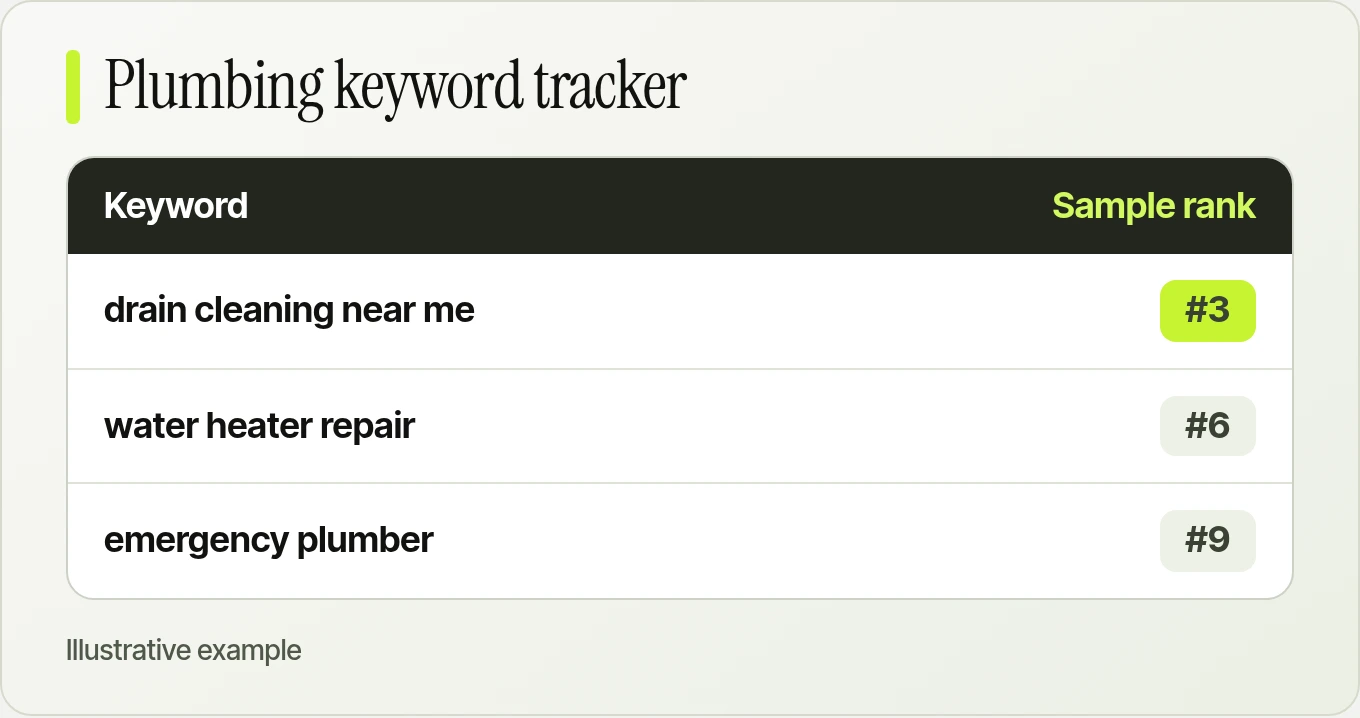 Plumbing keyword tracker
Keyword Sample rank
drain cleaning near me #3
water heater repair #6
emergency plumber #9
Illustrative example